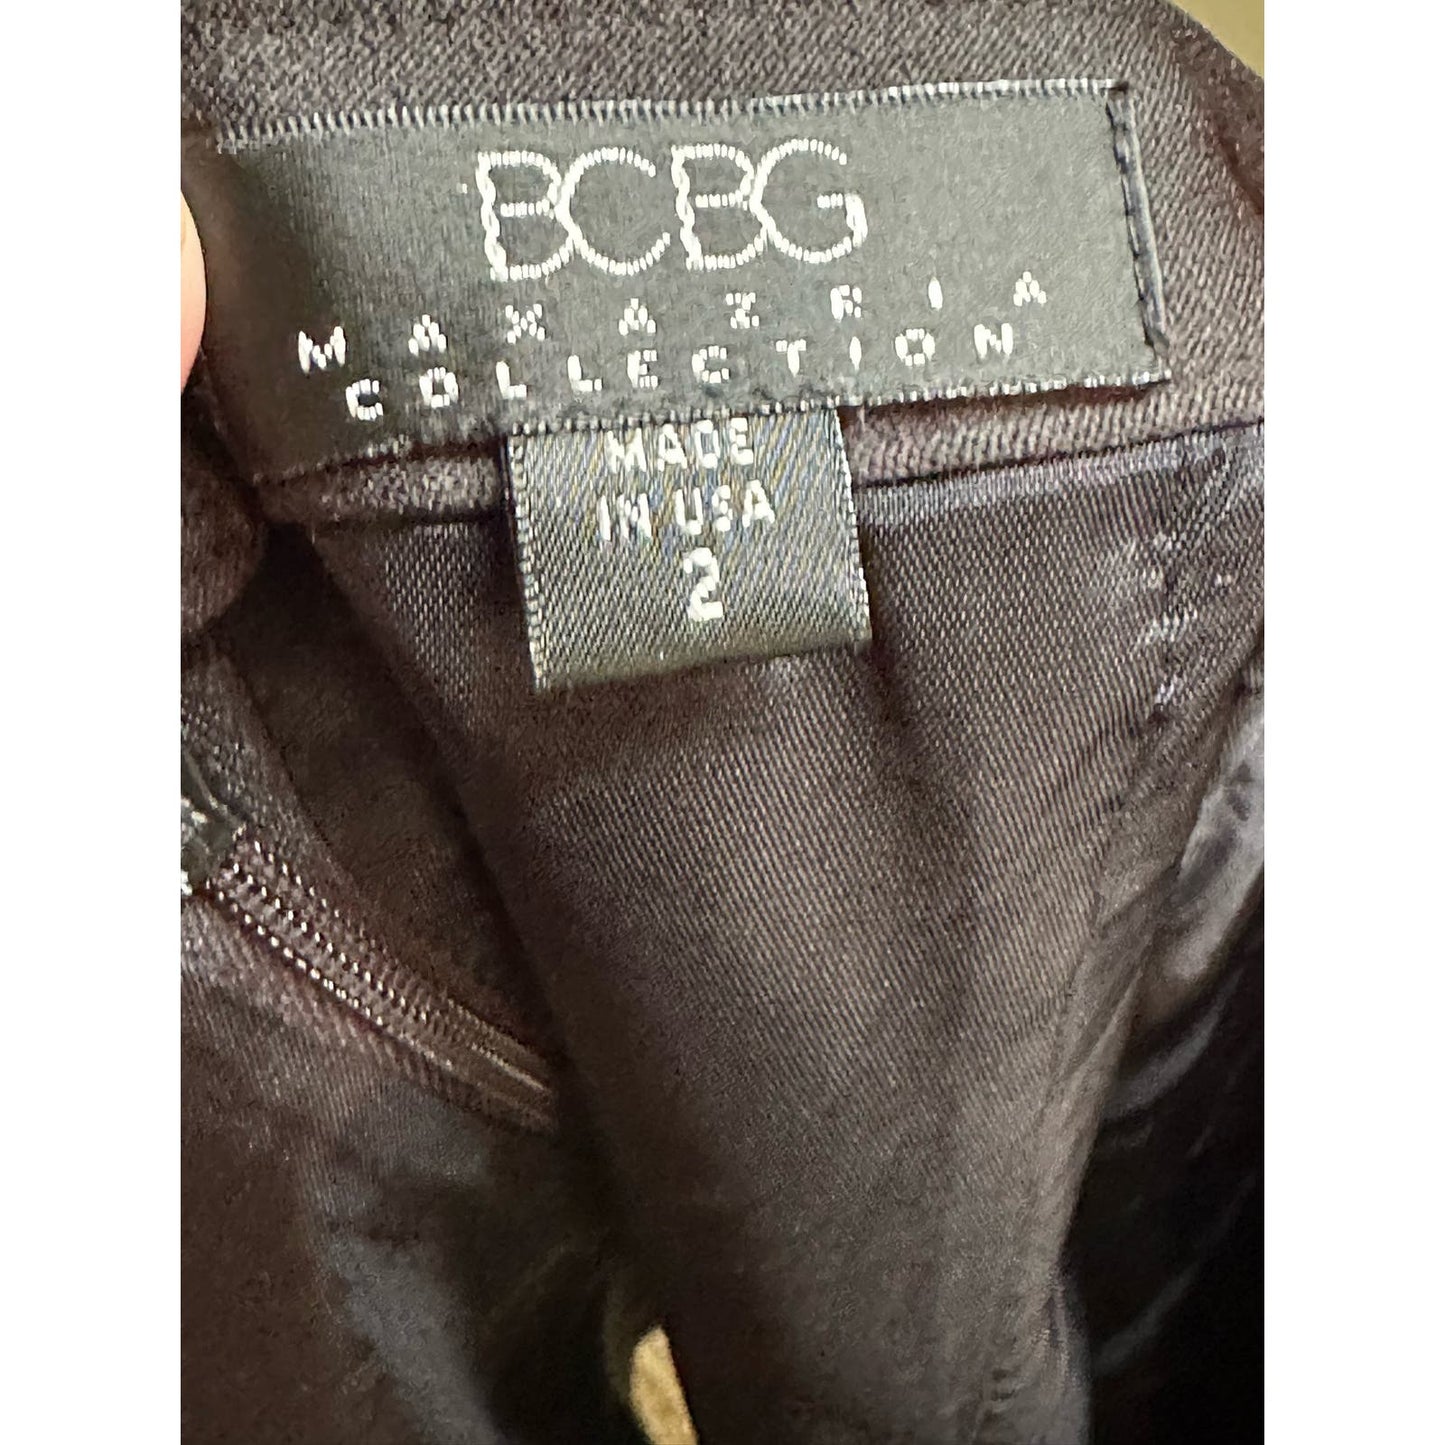 BCBG
MAXAZRIA
COLLECTION
MADE
IN USA
2